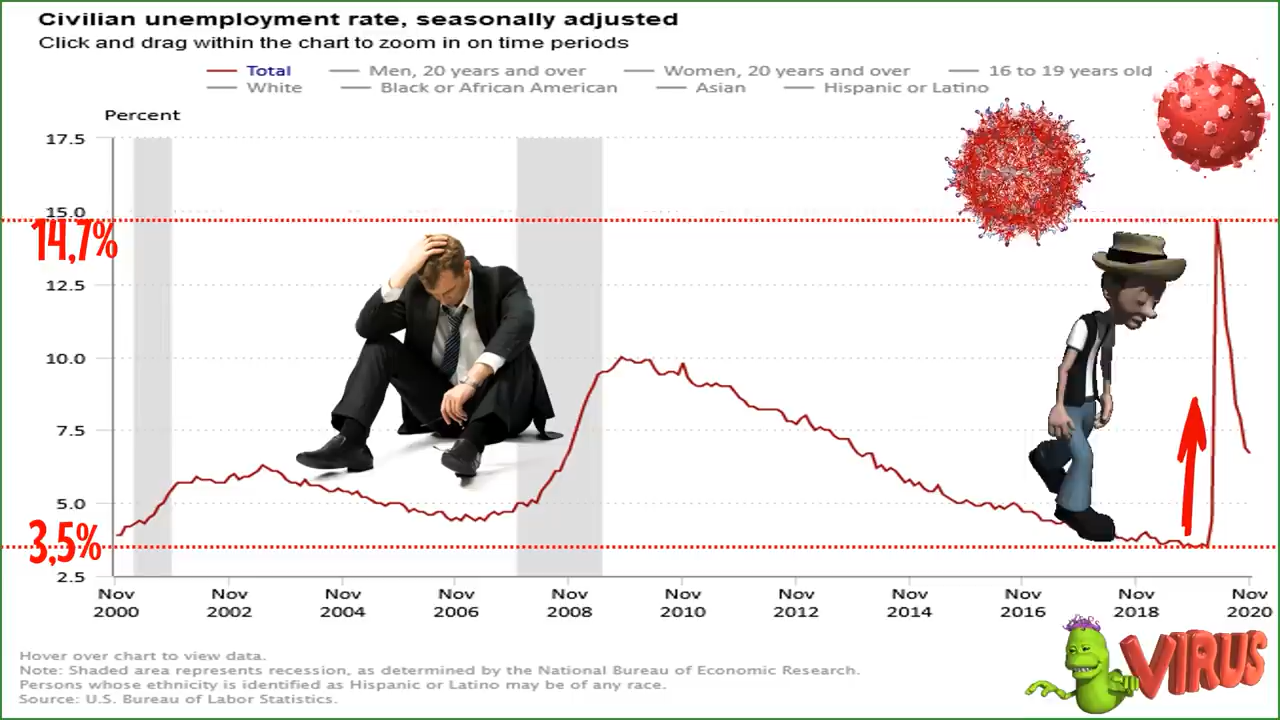 Civilian unemployment rate, seasonally adjusted
Click and drag within the chart to zoom in on time periods
Total Men, 20 years and over Women, 20 years and over 16 to 19 years old
White Black or African American Asian Hispanic or Latino
Percent
17.5
15.0
14,7%
12.5
10.0
7.5
5.0
3,5%
2.5
Nov Nov Nov Nov Nov Nov Nov Nov Nov Nov Nov
2000 2002 2004 2006 2008 2010 2012 2014 2016 2018 2020
Hover over chart to view data.
Note: Shaded area represents recession, as determined by the National Bureau of Economic Research.
Persons whose ethnicity is identified as Hispanic or Latino may be of any race.
Source: U.S. Bureau of Labor Statistics.
VIRUS